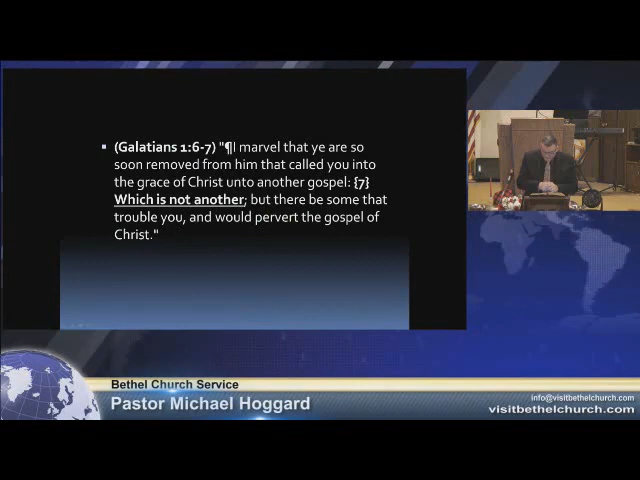 ▪ (Galatians 1:6-7) "¶I marvel that ye are so
soon removed from him that called you into
the grace of Christ unto another gospel: {7}
Which is not another; but there be some that
trouble you, and would pervert the gospel of
Christ."
Bethel Church Service
Pastor Michael Hoggard
info@visitbethelchurch.com
visitbethelchurch.com